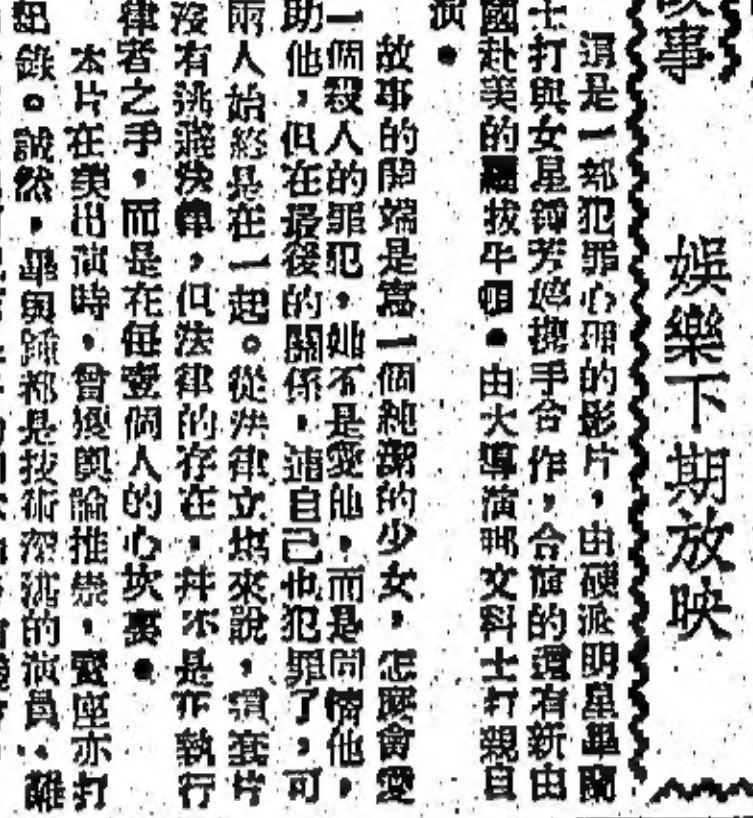 故事
娛樂下期放映
這是一部犯罪心理的影片,由硬派明星畢蘭
士打與女星鍾芳婷攜手合作,合演的還有新由
國赴美的羅拔牛頓。由大導演 文科士打親自
演。
故事的開端是寫一個純潔的少女,怎麼會愛
一個殺人的罪犯,她不是愛他,而是同情他,
助他,但在最後的關係,連自己也犯罪了,可
兩人始終是在一起。從法律立場來說,這套片
沒有逃避法律,但法律的存在,并不是在執行
律者之手,而是在每壹個人的心坎裏。
本片在美出演時,曾獲輿論推崇,賣座亦打
紀錄。誠然,畢與鍾都是技術深湛的演員,雖